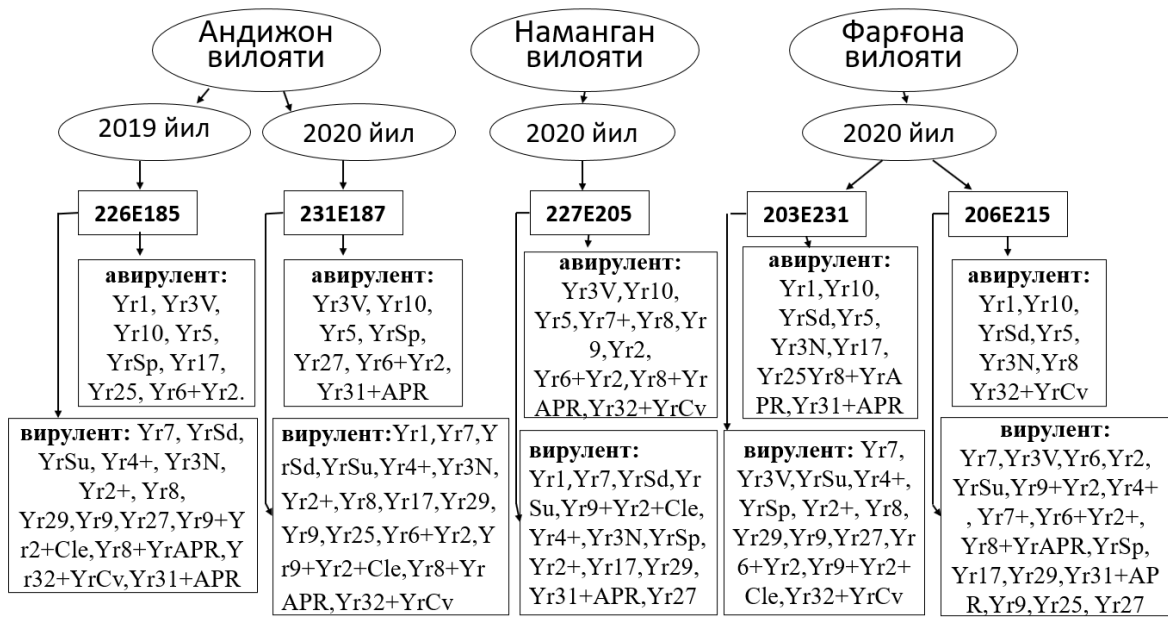 Андижон
вилояти
Наманган
вилояти
Фарғона
вилояти
2019 йил
2020 йил
2020 йил
2020 йил
226E185
231E187
227E205
203E231
206E215
авирулент:
Yr1, Yr3V,
Yr10, Yr5,
YrSp, Yr17,
Yr25, Yr6+Yr2.
авирулент:
Yr3V, Yr10,
Yr5, YrSp,
Yr27, Yr6+Yr2,
Yr31+APR
авирулент:
Yr3V,Yr10,
Yr5,Yr7+,Yr8,Yr
9,Yr2,
Yr6+Yr2,Yr8+Yr
APR,Yr32+YrCv
авирулент:
Yr1,Yr10,
YrSd,Yr5,
Yr3N,Yr17,
Yr25Yr8+YrA
PR,Yr31+APR
авирулент:
Yr1,Yr10,
YrSd,Yr5,
Yr3N,Yr8
Yr32+YrCv
вирулент: Yr7, YrSd,
YrSu, Yr4+, Yr3N,
Yr2+, Yr8,
Yr29,Yr9,Yr27,Yr9+Y
r2+Cle,Yr8+YrAPR,Y
r32+YrCv,Yr31+APR
вирулент:Yr1,Yr7,Y
rSd,YrSu,Yr4+,Yr3N,
Yr2+,Yr8,Yr17,Yr29,
Yr9,Yr25,Yr6+Yr2,Y
r9+Yr2+Cle,Yr8+Yr
APR,Yr32+YrCv
вирулент:
Yr1,Yr7,YrSd,Yr
Su,Yr9+Yr2+Cle,
Yr4+,Yr3N,YrSp,
Yr2+,Yr17,Yr29,
Yr31+APR,Yr27
вирулент: Yr7,
Yr3V,YrSu,Yr4+,
YrSp, Yr2+, Yr8,
Yr29,Yr9,Yr27,Yr
6+Yr2,Yr9+Yr2+
Cle,Yr32+YrCv
вирулент:
Yr7,Yr3V,Yr6,Yr2,
YrSu,Yr9+Yr2,Yr4+
,Yr7+,Yr6+Yr2+,
Yr8+YrAPR,YrSp,
Yr17,Yr29,Yr31+AP
R,Yr9,Yr25, Yr27